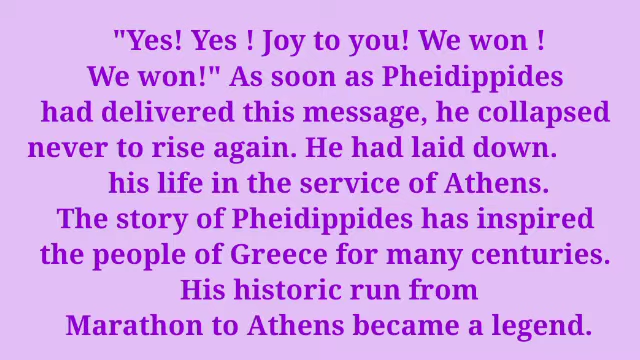 "Yes! Yes ! Joy to you! We won !
We won!" As soon as Pheidippides
had delivered this message, he collapsed
never to rise again. He had laid down.
his life in the service of Athens.
The story of Pheidippides has inspired
the people of Greece for many centuries.
His historic run from
Marathon to Athens became a legend.